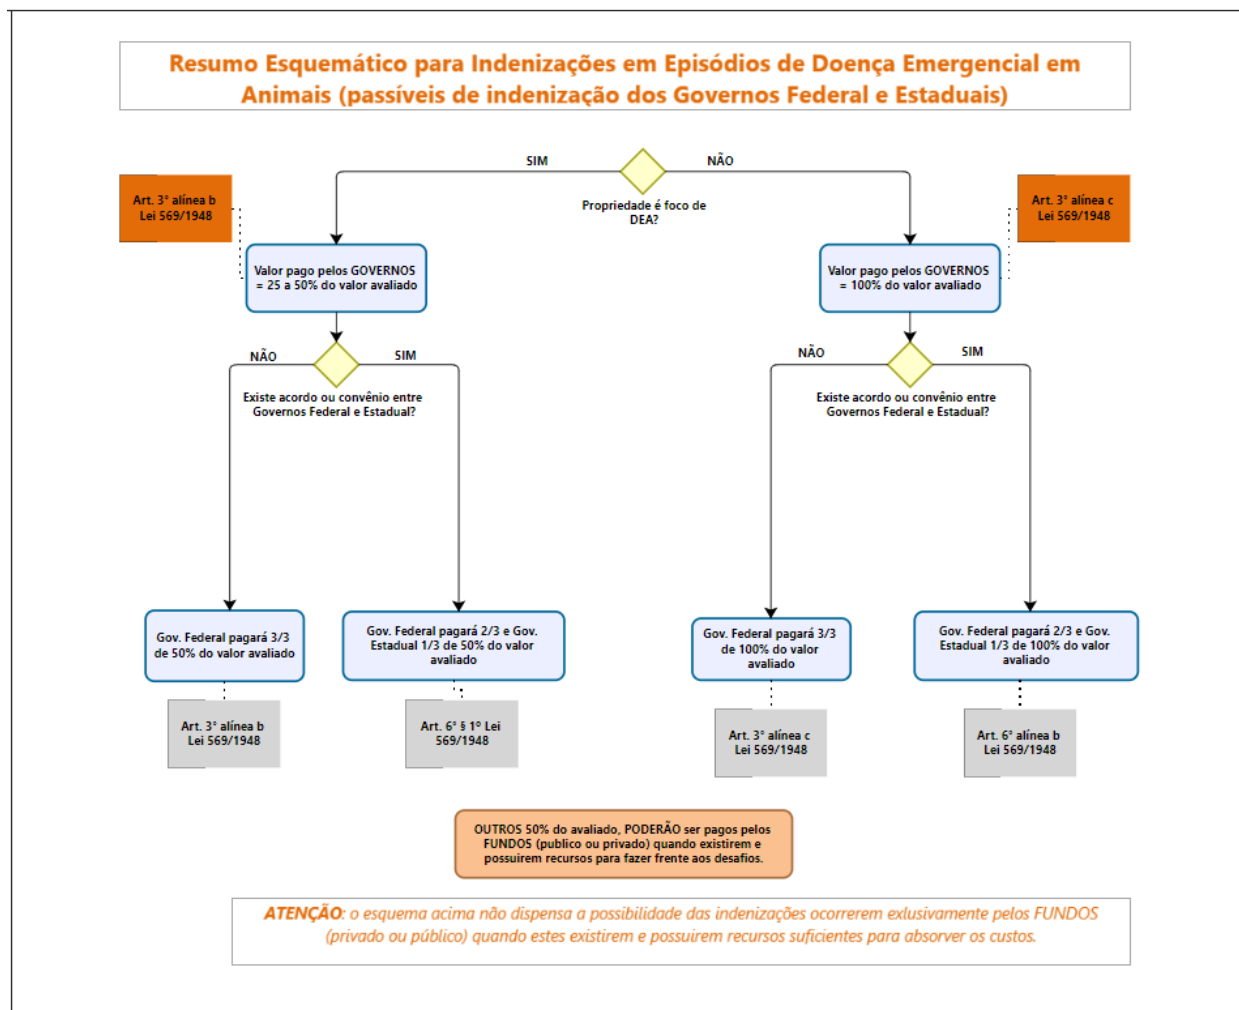 Resumo Esquemático para Indenizações em Episódios de Doença Emergencial em
Animais (passíveis de indenização dos Governos Federal e Estaduais)
SIM
NÃO
Propriedade é foco de
DEA?
Art. 3° alínea b
Lei 569/1948
Art. 3° alínea c
Lei 569/1948
Valor pago pelos GOVERNOS
= 25 a 50% do valor avaliado
Valor pago pelos GOVERNOS
= 100% do valor avaliado
NÃO
SIM
Existe acordo ou convênio entre
Governos Federal e Estadual?
NÃO
SIM
Existe acordo ou convênio entre
Governos Federal e Estadual?
Gov. Federal pagará 3/3
de 50% do valor avaliado
Gov. Federal pagará 2/3 e Gov.
Estadual 1/3 de 50% do valor
avaliado
Gov. Federal pagará 3/3
de 100% do valor
avaliado
Gov. Federal pagará 2/3 e Gov.
Estadual 1/3 de 100% do valor
avaliado
Art. 3° alínea b
Lei 569/1948
Art. 6° § 1º Lei
569/1948
Art. 3° alínea c
Lei 569/1948
Art. 6° alínea b
Lei 569/1948
OUTROS 50% do avaliado, PODERÃO ser pagos pelos
FUNDOS (publico ou privado) quando existirem e
possuirem recursos para fazer frente aos desafios.
ATENÇÃO: o esquema acima não dispensa a possibilidade das indenizações ocorrerem exlusivamente pelos FUNDOS
(privado ou público) quando estes existirem e possuirem recursos suficientes para absorver os custos.